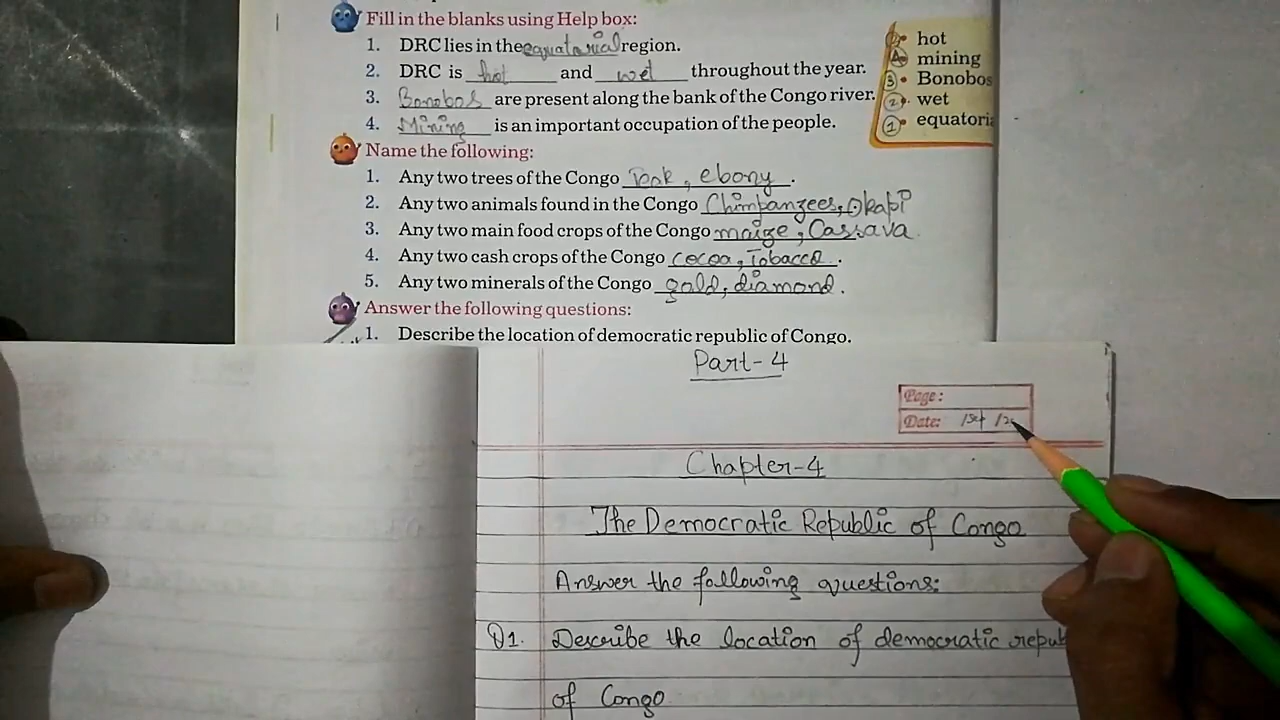 Fill in the blanks using Help box:
1. DRC lies in the equatorial region.
2. DRC is hot and wet throughout the year.
3. Bonobos are present along the bank of the Congo river.
4. Mining is an important occupation of the people.
hot
4 mining
3 Bonobos
2 wet
1 equatoria
Name the following:
1. Any two trees of the Congo Teak, ebony.
2. Any two animals found in the Congo Chimpanzees, Okapi
3. Any two main food crops of the Congo maize, Cassava.
4. Any two cash crops of the Congo cocoa, Tobacco.
5. Any two minerals of the Congo gold, diamond.
Answer the following questions:
1. Describe the location of democratic republic of Congo.
Part-4
Page:
Date:
Chapter-4
The Democratic Republic of Congo
Answer the following questions:
Q1. Describe the location of democratic repub
of Congo